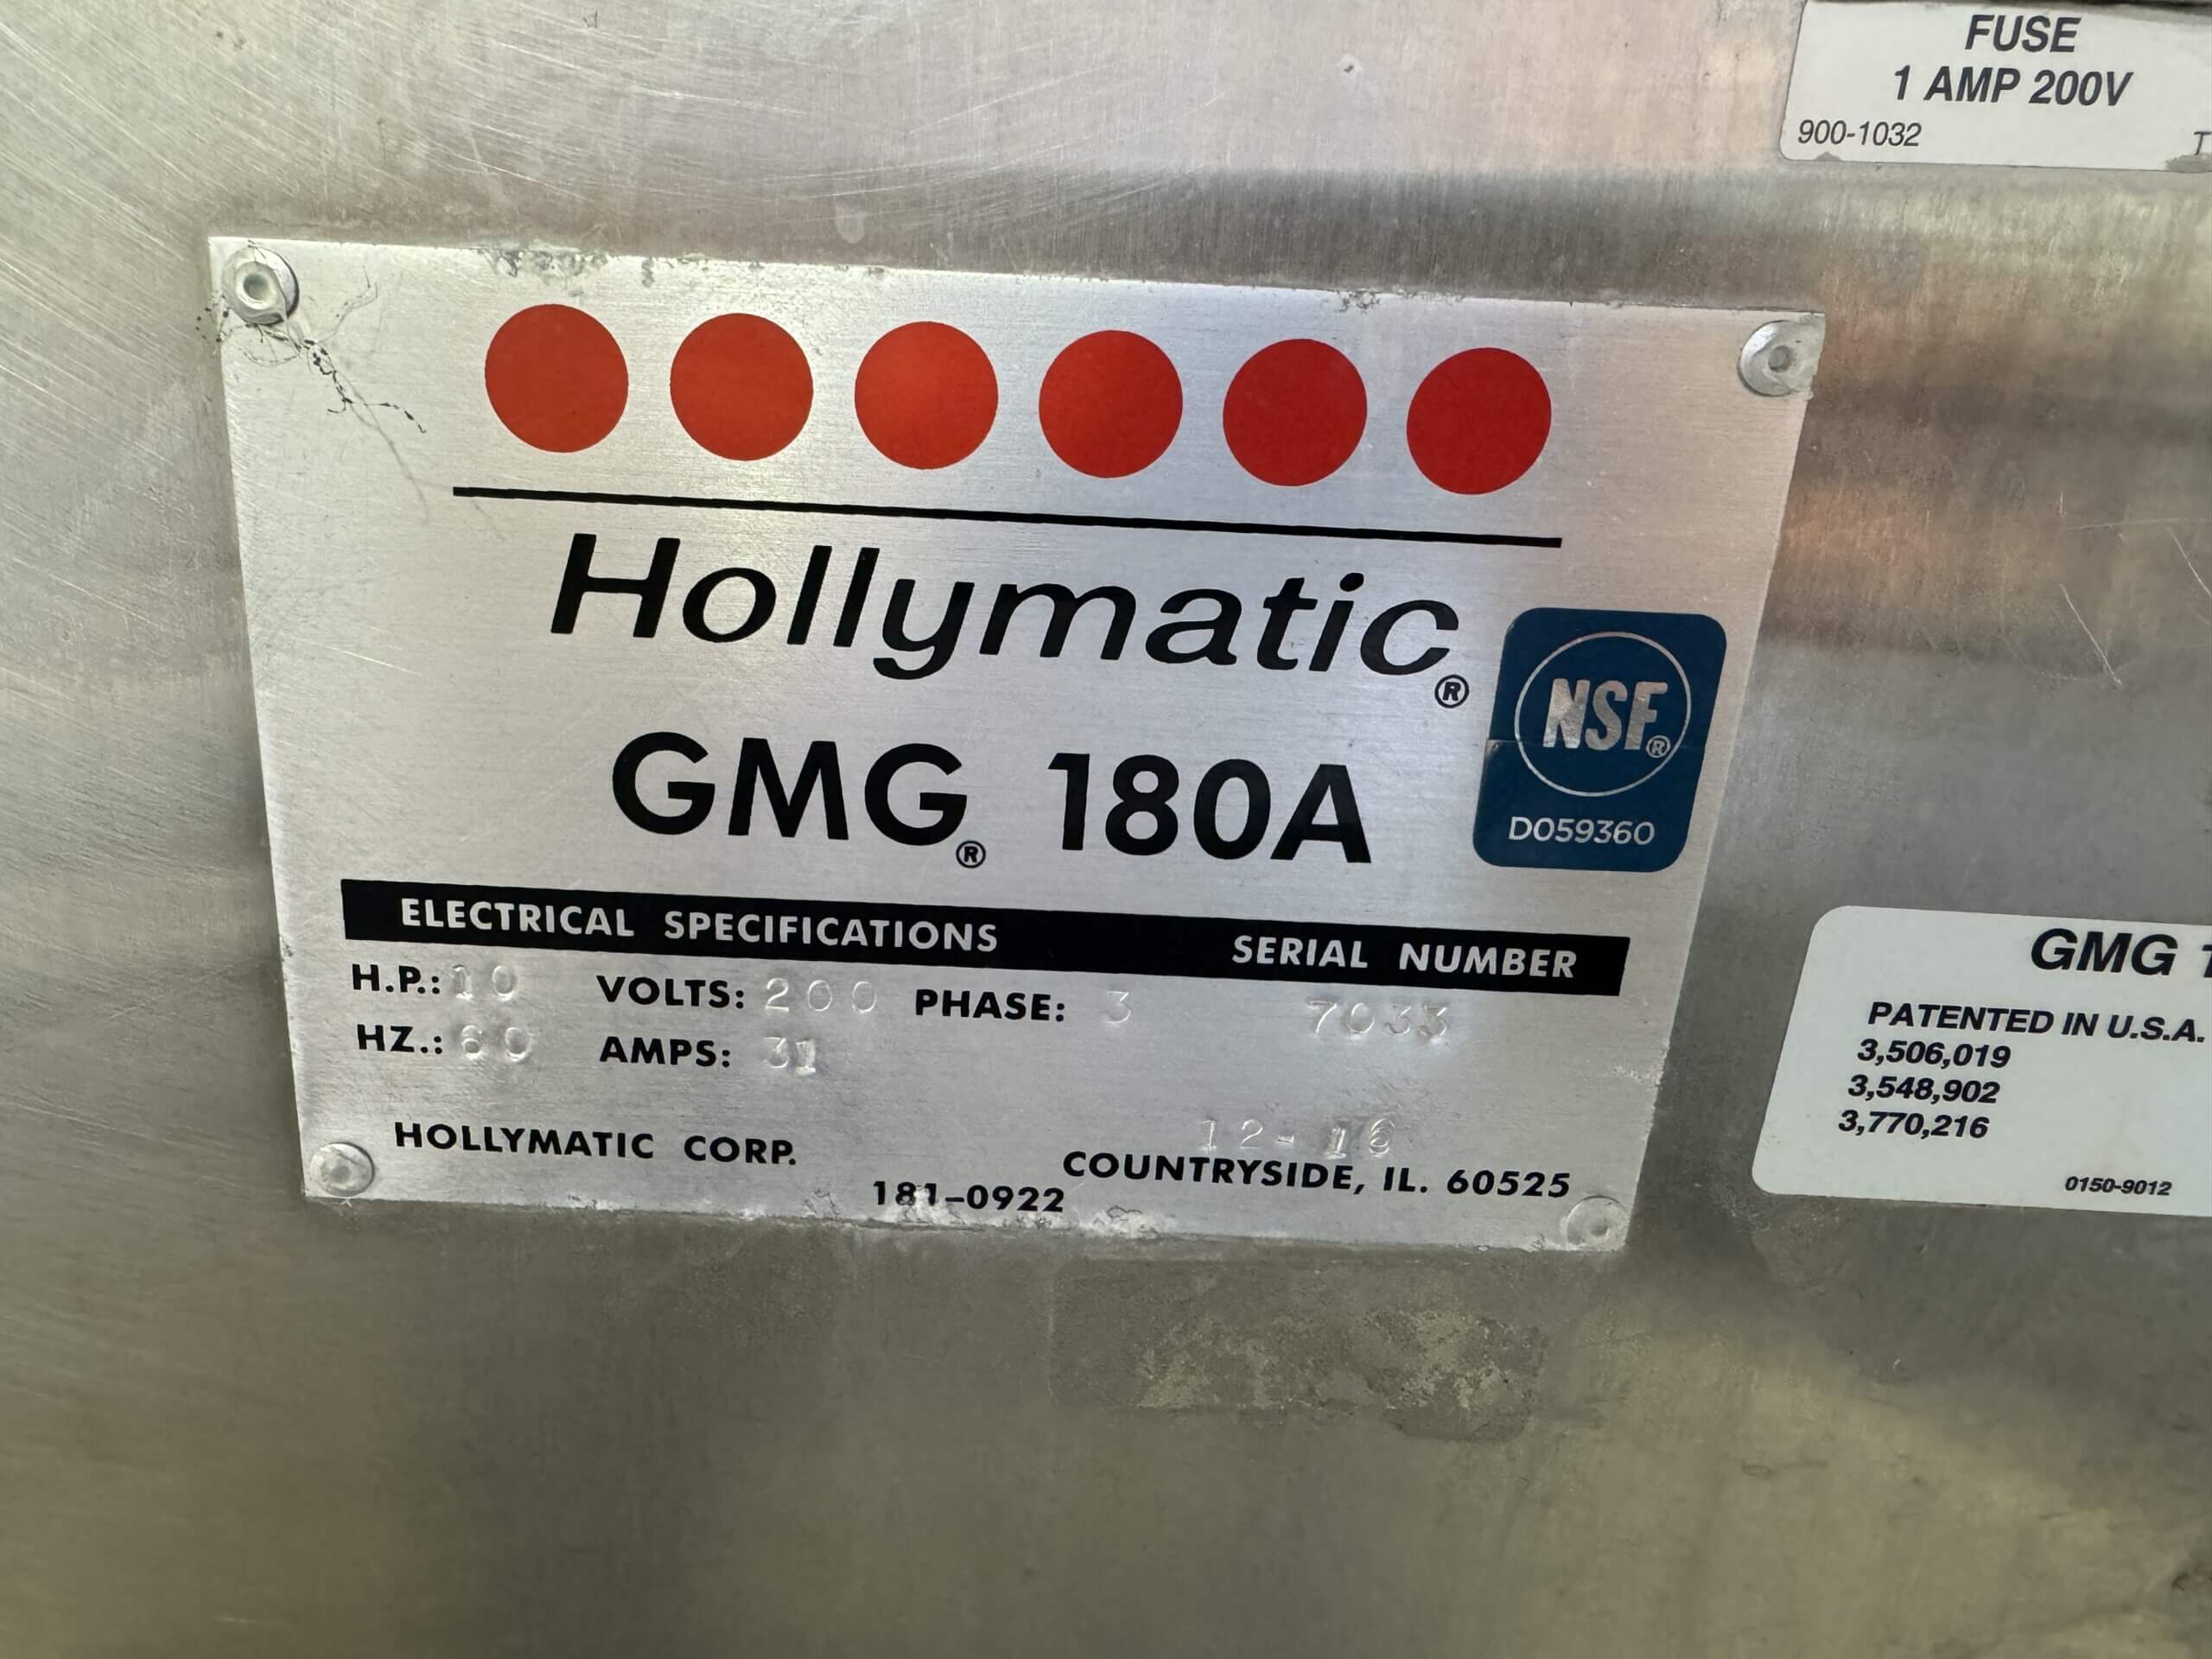 FUSE
1 AMP 200V
900-1032
Hollymatic®
GMG® 180A
NSF®
D059360
ELECTRICAL SPECIFICATIONS SERIAL NUMBER
H.P.: 10 VOLTS: 200 PHASE: 3 7033
HZ.: 60 AMPS: 31
12-16
HOLLYMATIC CORP. COUNTRYSIDE, IL. 60525
181-0922
GMG
PATENTED IN U.S.A.
3,506,019
3,548,902
3,770,216
0150-9012